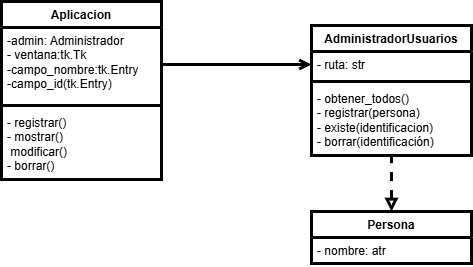 Aplicacion
-admin: Administrador
- ventana:tk.Tk
-campo_nombre:tk.Entry
-campo_id(tk.Entry)
- registrar()
- mostrar()
modificar()
- borrar()
AdministradorUsuarios
- ruta: str
- obtener_todos()
- registrar(persona)
- existe(identificacion)
- borrar(identificación)
Persona
- nombre: atr